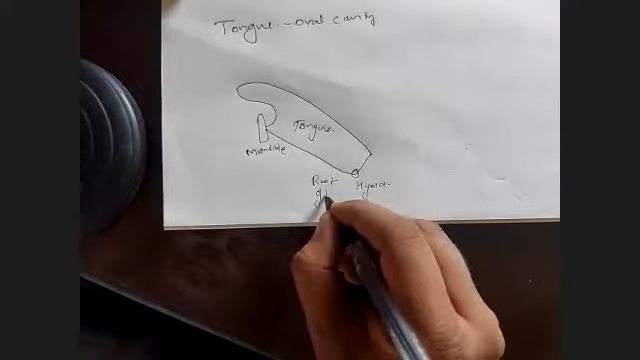 Tongue - oral cavity.
Tongue
Mandible
Root
Hyoid.